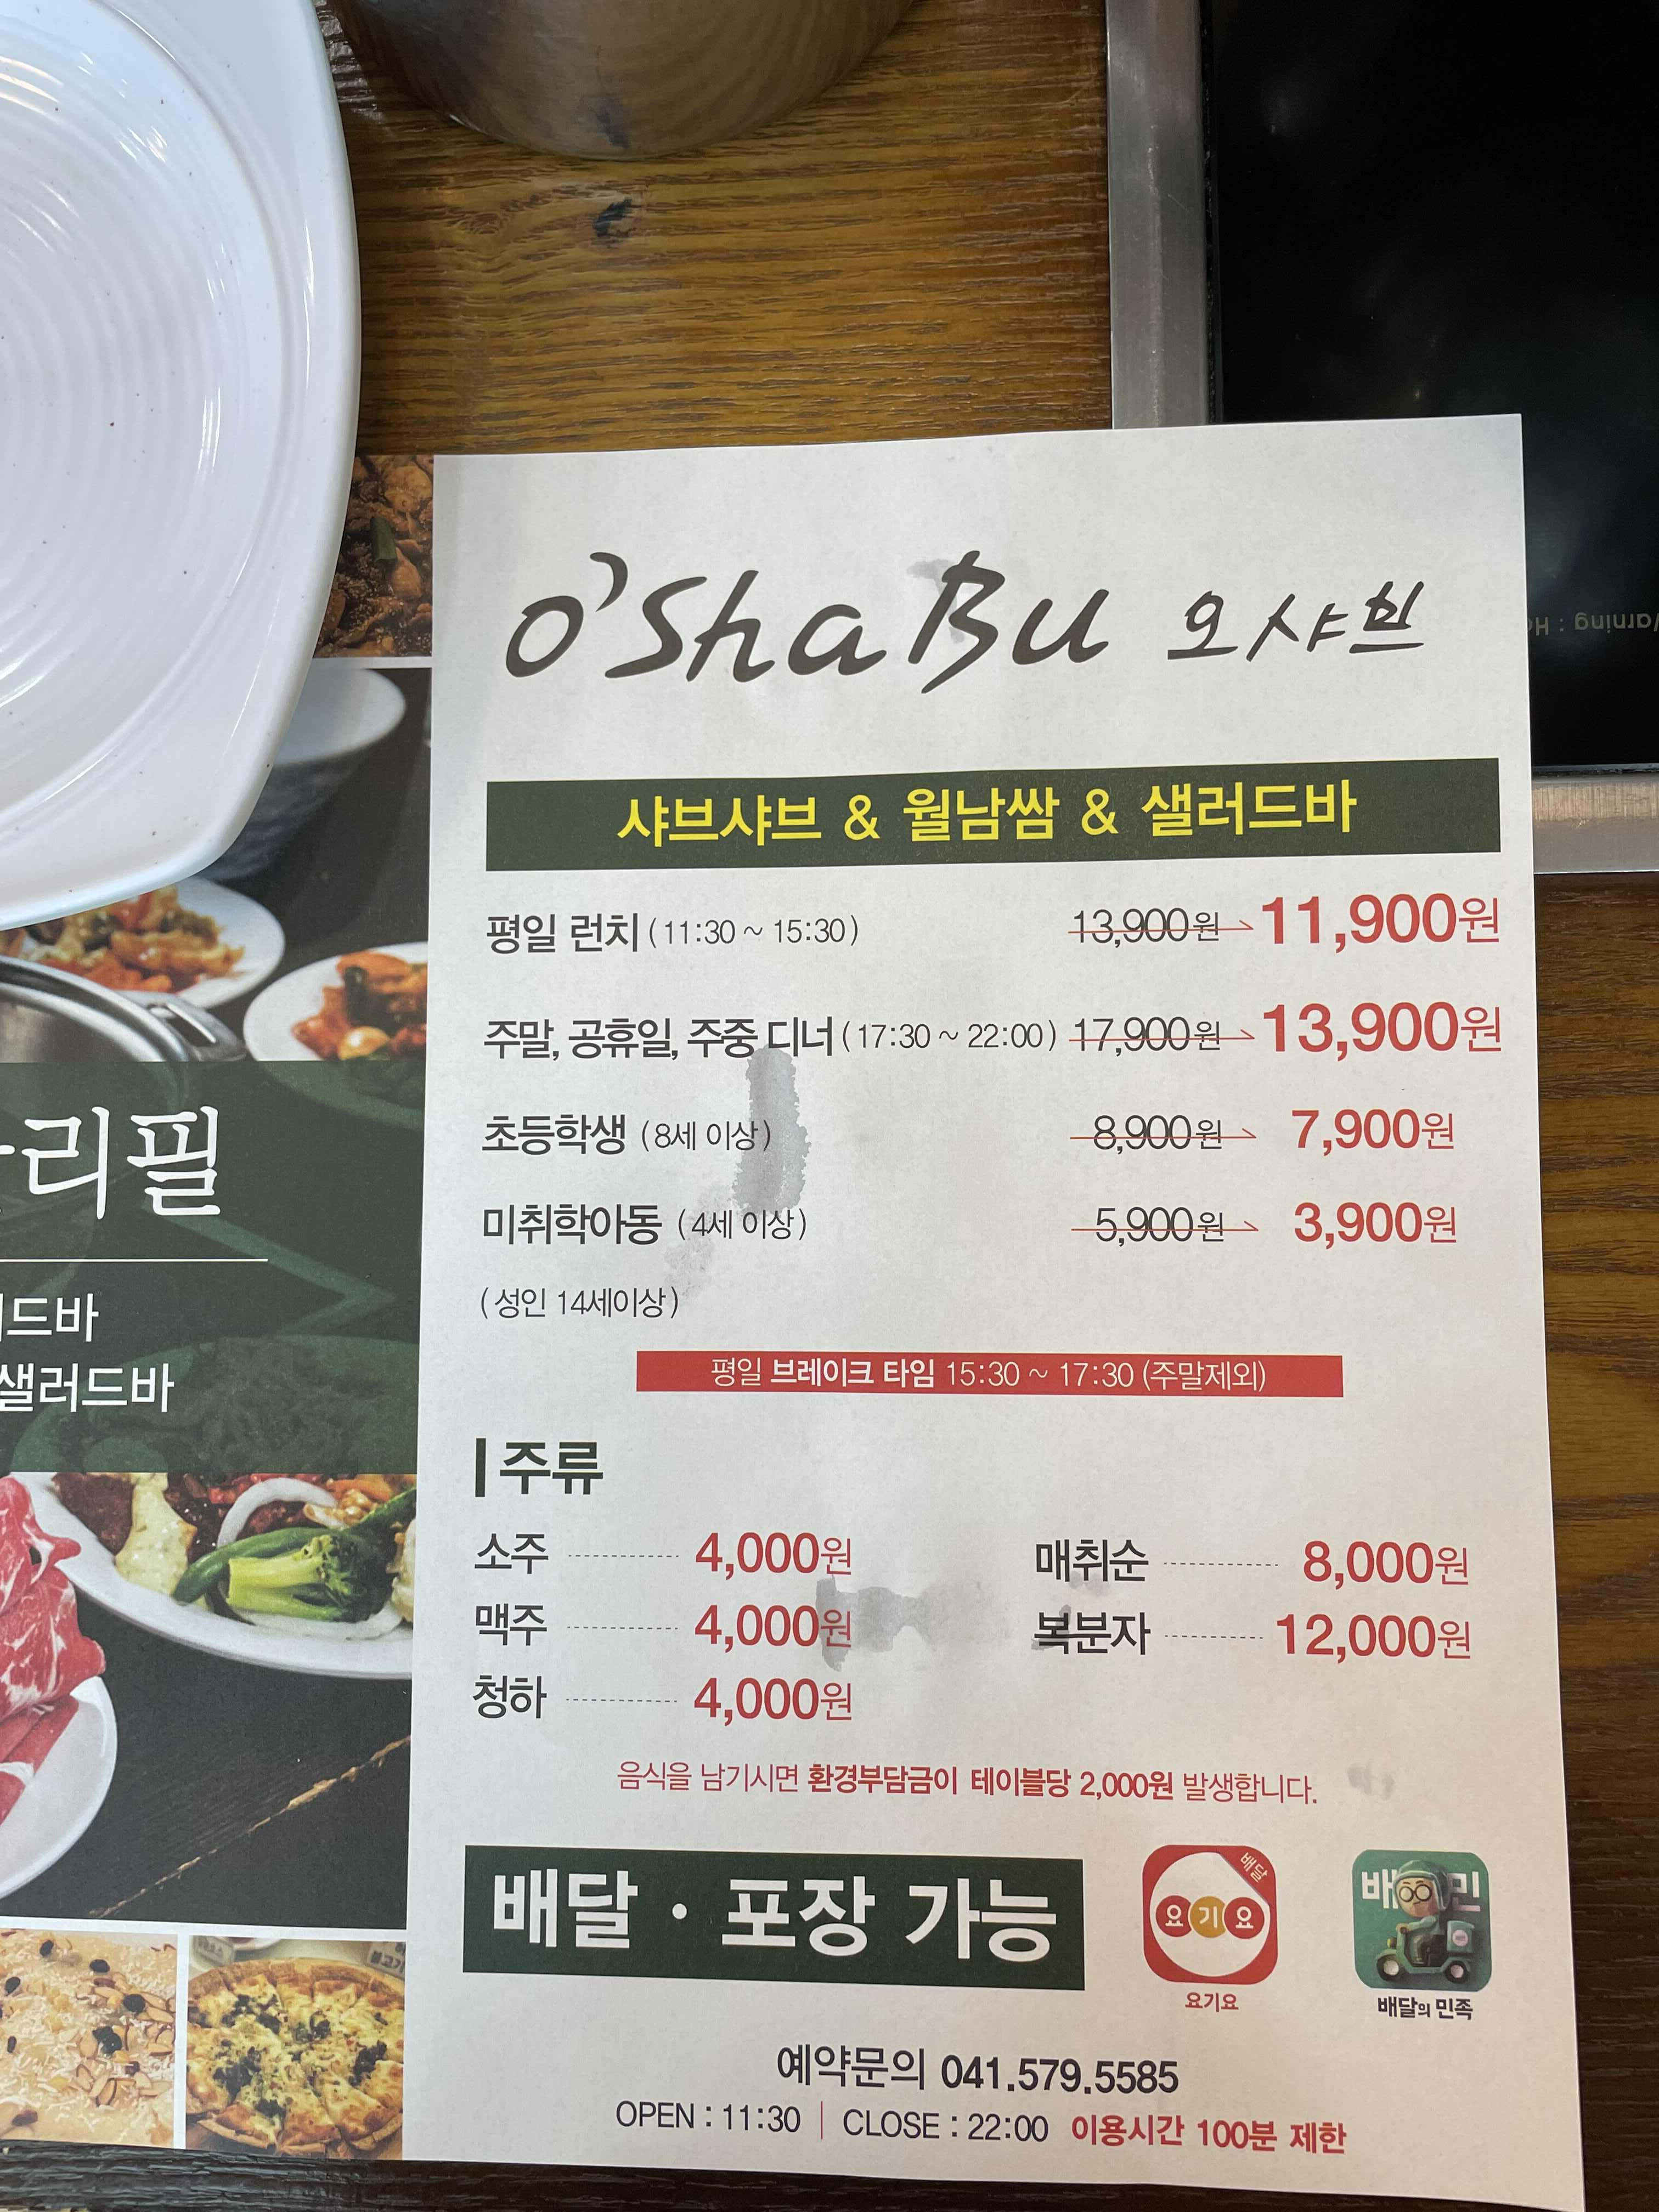 Warning : H
O'ShaBu 오샤브
샤브샤브 & 월남쌈 & 샐러드바
평일 런치 (11:30 ~ 15:30) 13,900원 → 11,900원
주말, 공휴일, 주중 디너 (17:30 ~ 22:00) 17,900원 → 13,900원
초등학생 (8세 이상) 8,900원 → 7,900원
미취학아동 (4세 이상) 5,900원 → 3,900원
(성인 14세이상)
평일 브레이크 타임 15:30 ~ 17:30 (주말제외)
주류
소주 4,000원 매취순 8,000원
맥주 4,000원 복분자 12,000원
청하 4,000원
음식을 남기시면 환경부담금이 테이블당 2,000원 발생합니다.
배달 · 포장 가능
배달
요기요
요기요
배 민
배달의 민족
예약문의 041.579.5585
OPEN : 11:30 | CLOSE : 22:00 이용시간 100분 제한
리필
드바
샐러드바